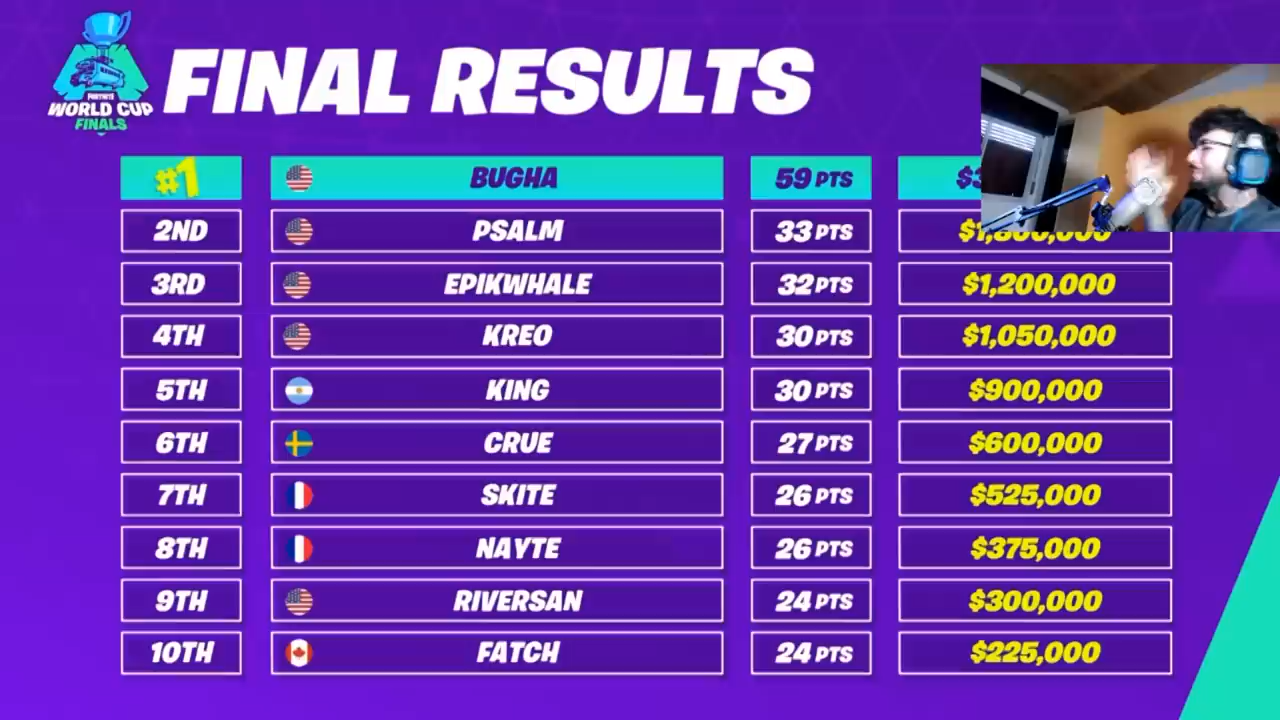 FORTNITE
WORLD CUP
FINALS
FINAL RESULTS
#1 BUGHA 59 PTS
2ND PSALM 33 PTS $1,800,000
3RD EPIKWHALE 32 PTS $1,200,000
4TH KREO 30 PTS $1,050,000
5TH KING 30 PTS $900,000
6TH CRUE 27 PTS $600,000
7TH SKITE 26 PTS $525,000
8TH NAYTE 26 PTS $375,000
9TH RIVERSAN 24 PTS $300,000
10TH FATCH 24 PTS $225,000